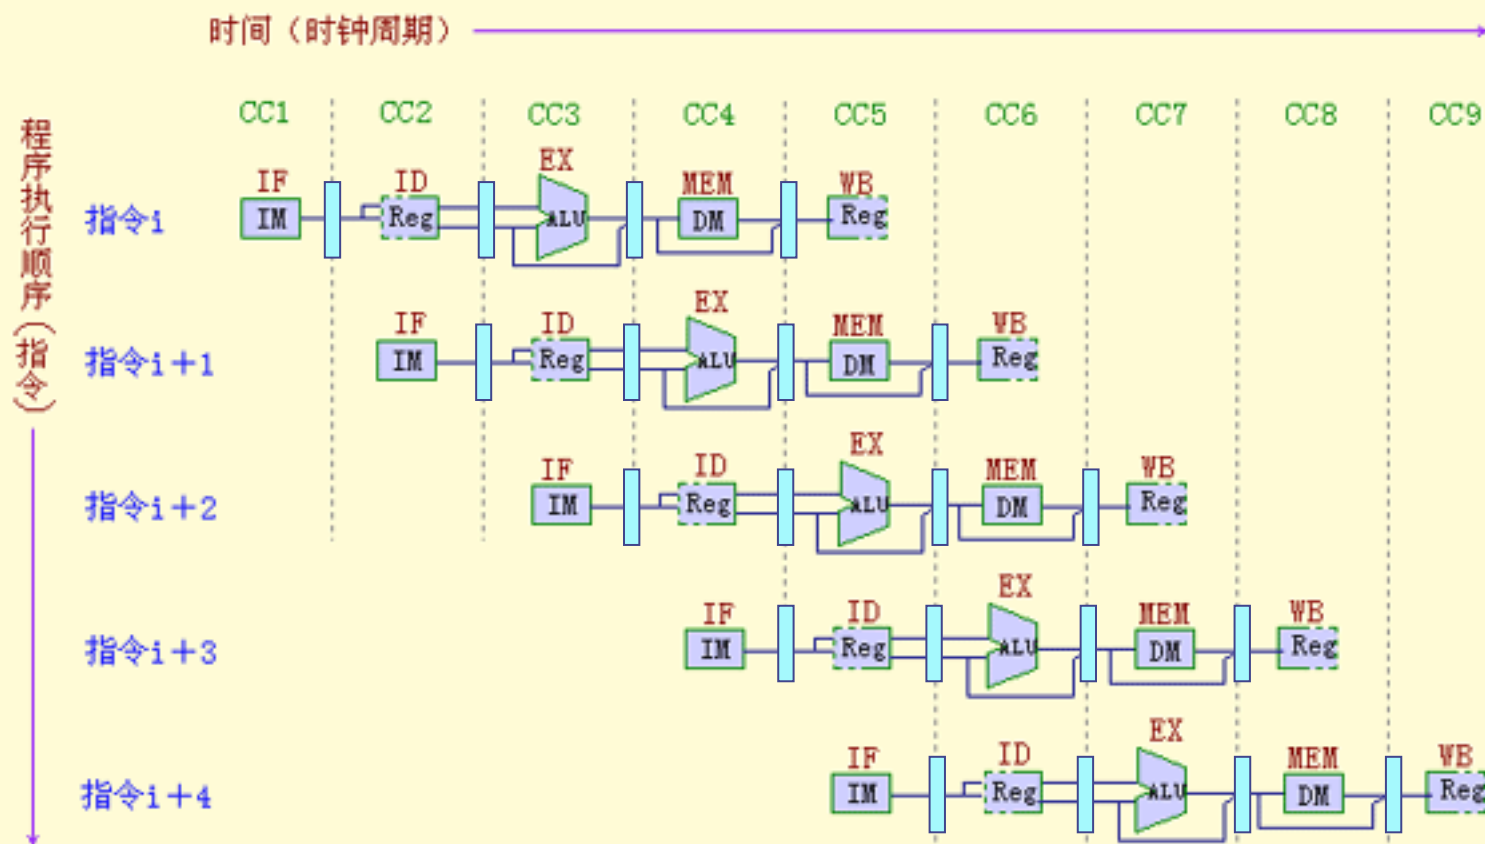 时间（时钟周期）
CC1 CC2 CC3 CC4 CC5 CC6 CC7 CC8 CC9
程序执行顺序（指令）
EX
IF ID MEM WB
指令i IM Reg ALU DM Reg
EX
IF ID MEM WB
指令i+1 IM Reg ALU DM Reg
EX
IF ID MEM WB
指令i+2 IM Reg ALU DM Reg
EX
IF ID MEM WB
指令i+3 IM Reg ALU DM Reg
EX
IF ID MEM WB
指令i+4 IM Reg ALU DM Reg